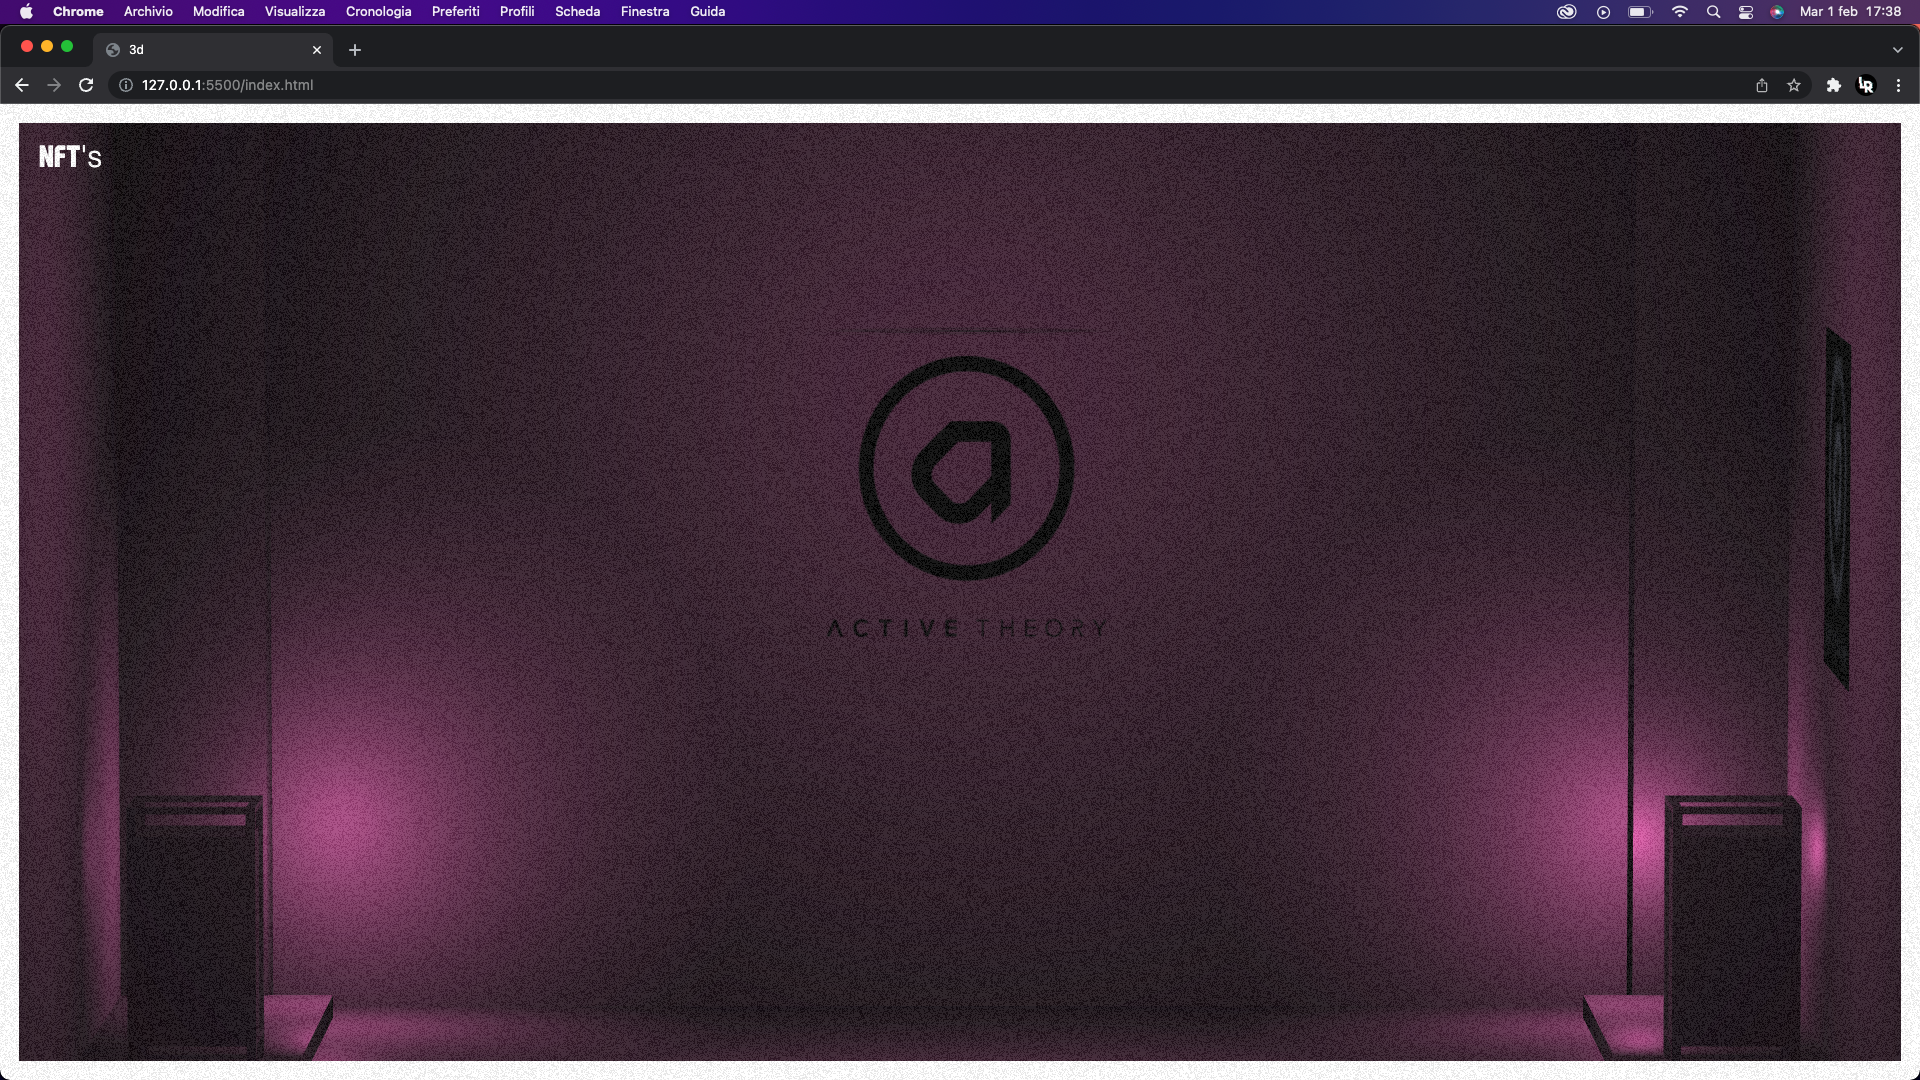 Chrome Archivio Modifica Visualizza Cronologia Preferiti Profili Scheda Finestra Guida Mar 1 feb 17:38
3d
127.0.0.1:5500/index.html
NFT's
ACTIVE THEORY